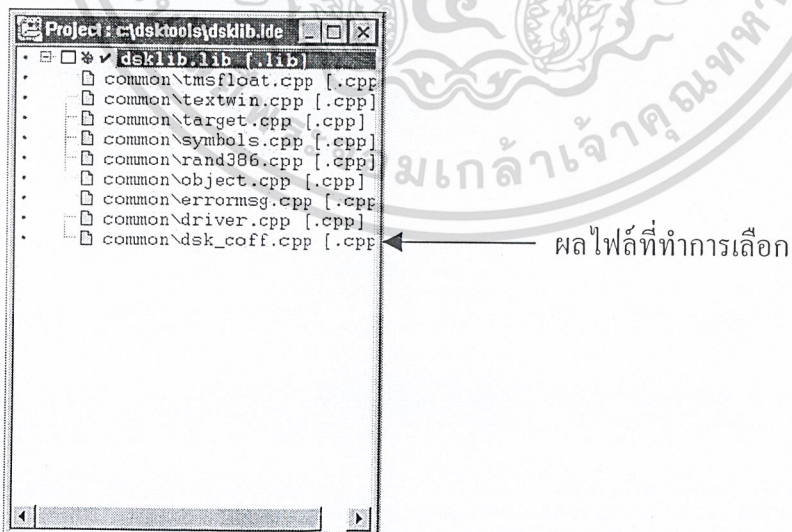 Project : c:\dsktools\dsklib.ide
dsklib.lib [.lib]
common\tmsfloat.cpp [.cpp
common\textwin.cpp [.cpp]
common\target.cpp [.cpp]
common\symbols.cpp [.cpp]
common\rand386.cpp [.cpp]
common\object.cpp [.cpp]
common\errormsg.cpp [.cpp
common\driver.cpp [.cpp]
common\dsk_coff.cpp [.cpp
ผลไฟล์ที่ทำการเลือก